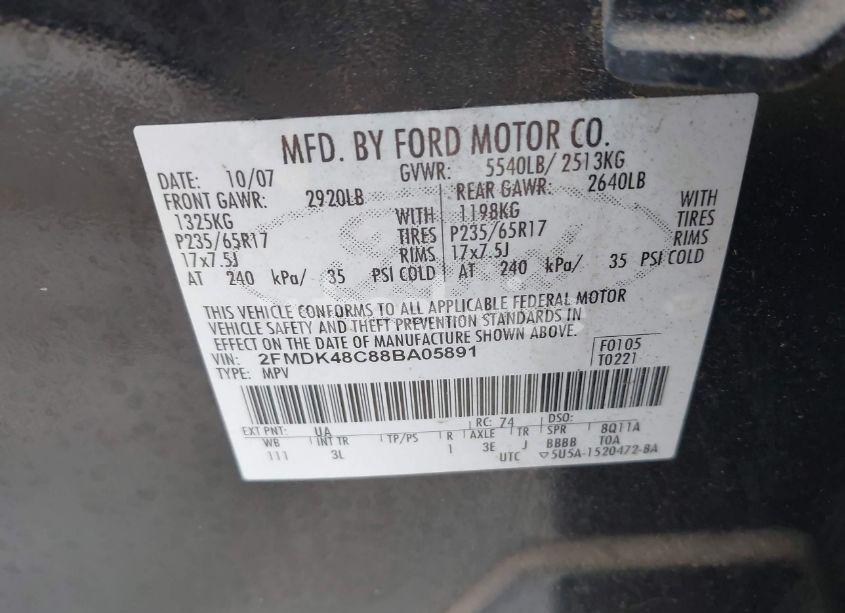 MFD. BY FORD MOTOR CO.
DATE: 10/07 GVWR: 5540LB/ 2513KG
FRONT GAWR: 2920LB REAR GAWR: 2640LB
1325KG WITH 1198KG WITH
P235/65R17 TIRES P235/65R17 TIRES
17x7.5J RIMS 17x7.5J RIMS
AT 240 kPa/ 35 PSI COLD AT 240 kPa/ 35 PSI COLD
THIS VEHICLE CONFORMS TO ALL APPLICABLE FEDERAL MOTOR
VEHICLE SAFETY AND THEFT PREVENTION STANDARDS IN
EFFECT ON THE DATE OF MANUFACTURE SHOWN ABOVE.
VIN: 2FMDK48C88BA05891 F0105
TYPE: MPV T0221
EXT PNT: UA RC: 74 DSO:
WB INT TR TP/PS R AXLE TR SPR 8Q11A
111 3L 1 3E J BBBB TOA
UTC ▽5U5A-1520472-BA